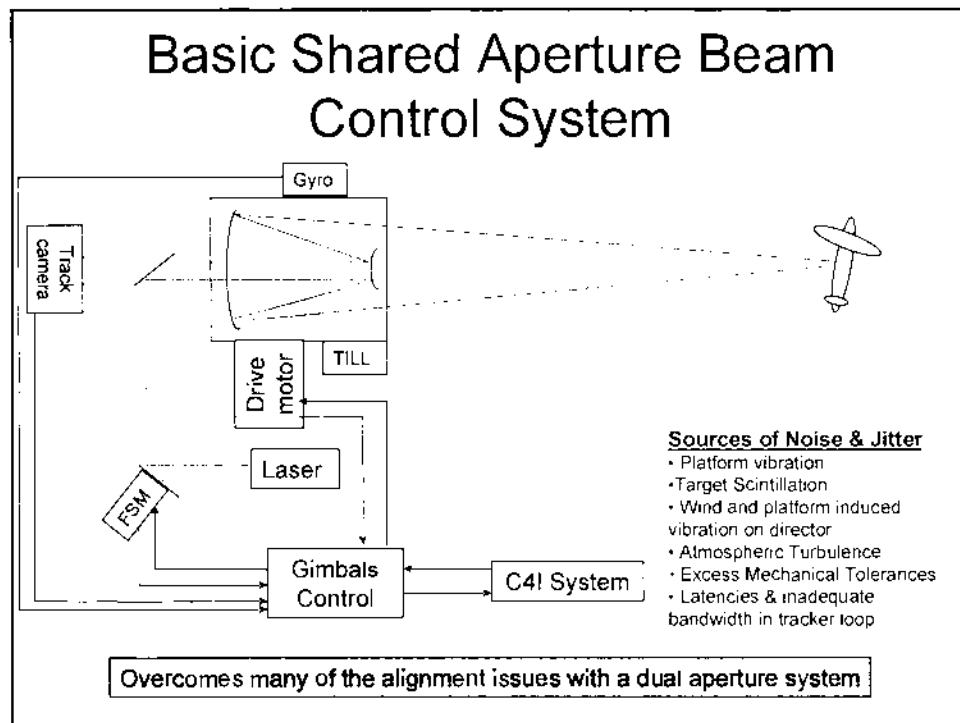 Basic Shared Aperture Beam
Control System
Gyro
Track
camera
TILL
Drive
motor
Laser
FSM
Gimbals
Control
C4I System
Sources of Noise & Jitter
• Platform vibration
•Target Scintillation
• Wind and platform induced
vibration on director
• Atmospheric Turbulence
• Excess Mechanical Tolerances
• Latencies & inadequate
bandwidth in tracker loop
Overcomes many of the alignment issues with a dual aperture system